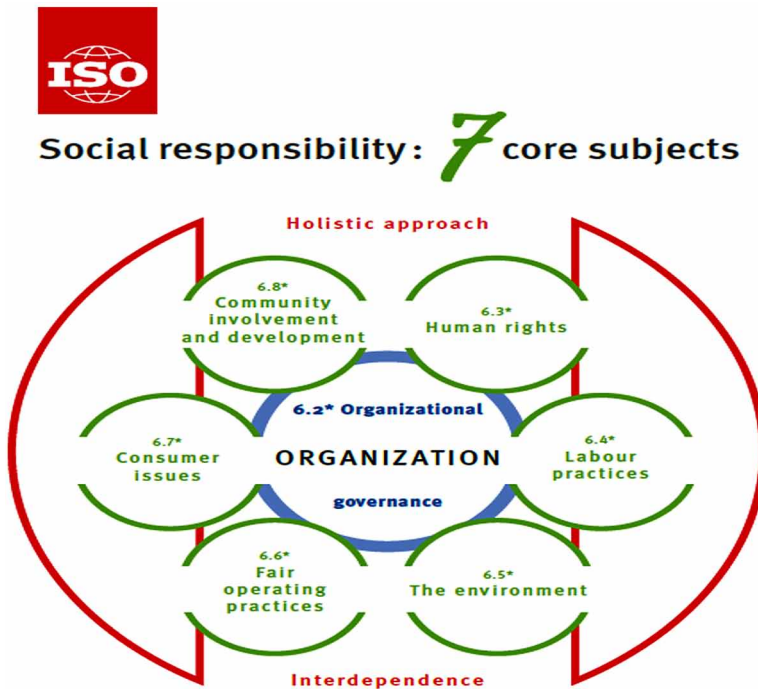 ISO
Social responsibility: 7 core subjects
Holistic approach
6.8*
Community
involvement
and development
6.3*
Human rights
6.2* Organizational
ORGANIZATION
governance
6.7*
Consumer
issues
6.4*
Labour
practices
6.6*
Fair
operating
practices
6.5*
The environment
Interdependence